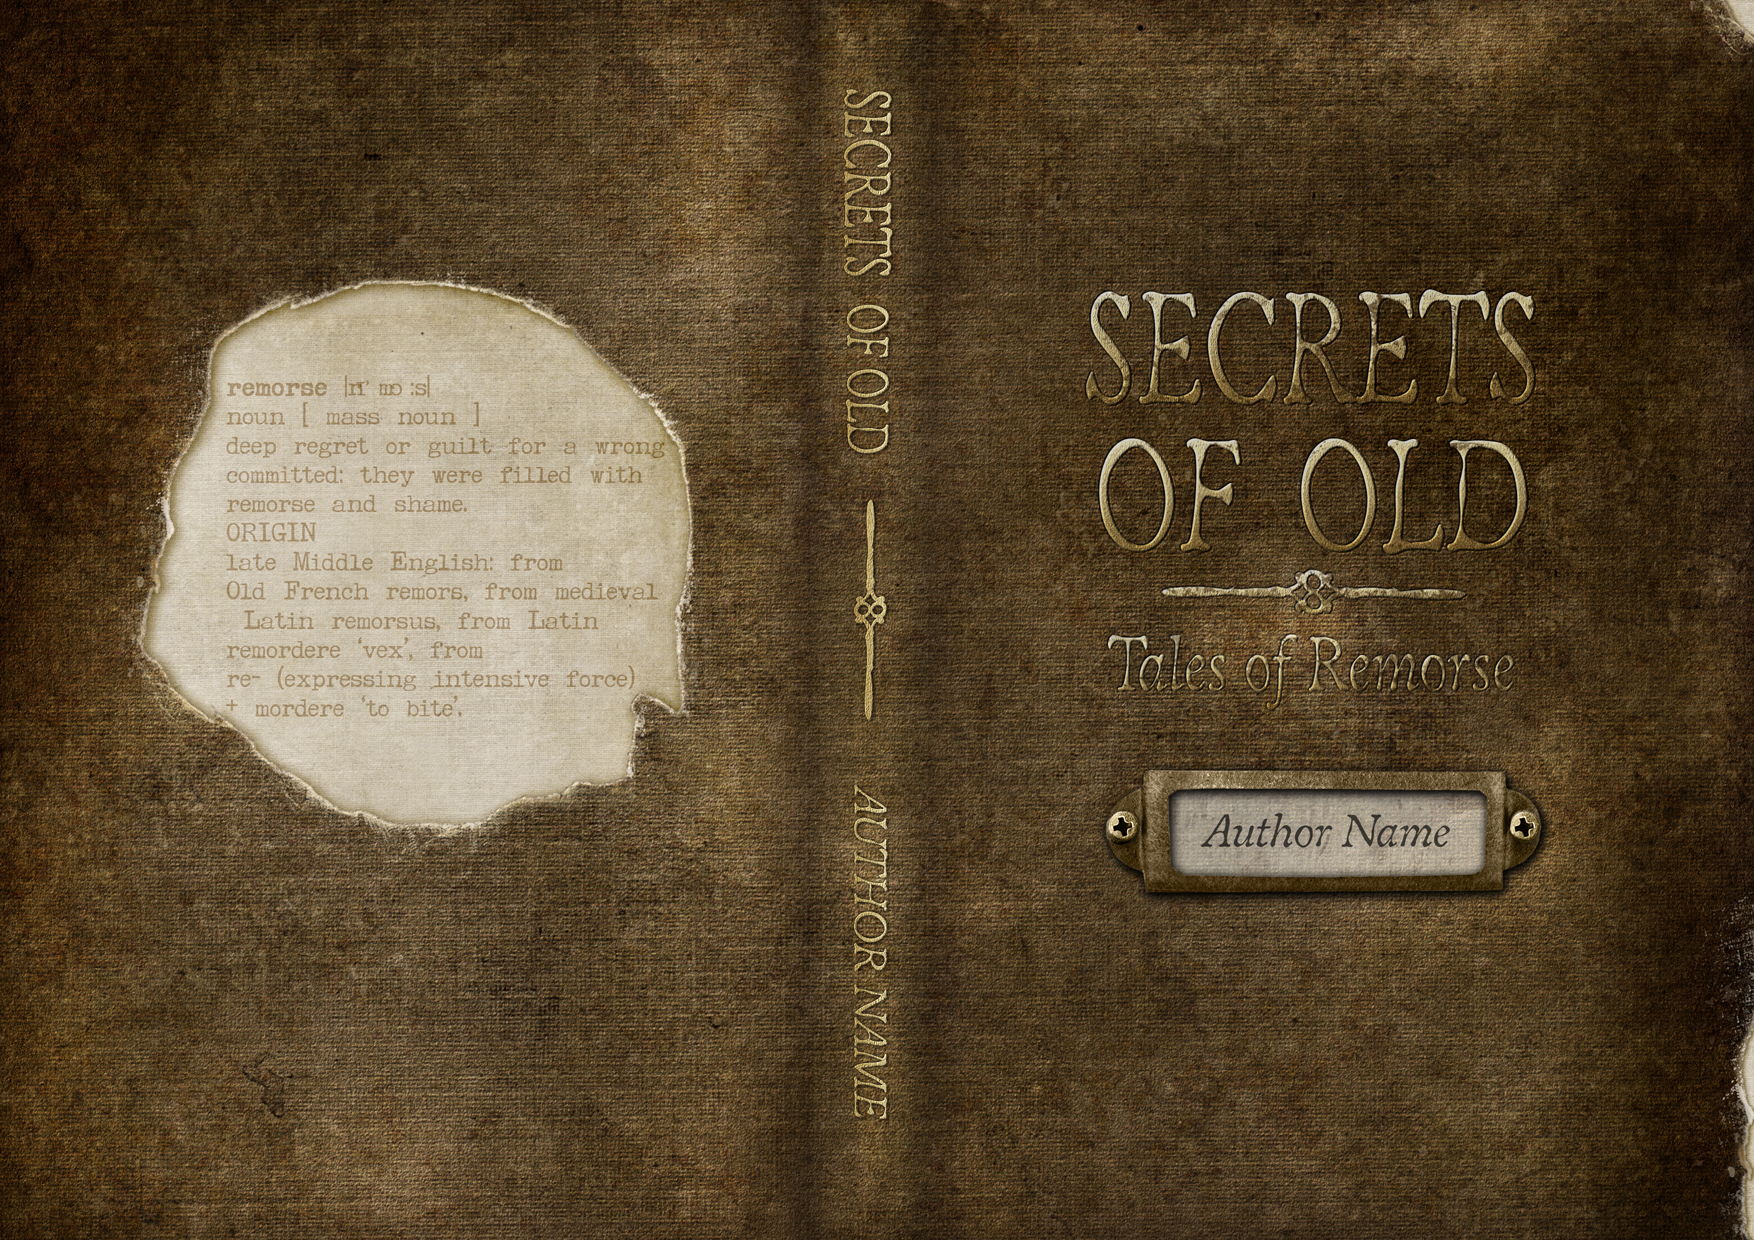 remorse |rɪˈ mɔːs|
noun [ mass noun ]
deep regret or guilt for a wrong
committed: they were filled with
remorse and shame.
ORIGIN
late Middle English: from
Old French remors, from medieval
Latin remorsus, from Latin
remordere ‘vex’, from
re- (expressing intensive force)
+ mordere ‘to bite’.
SECRETS OF OLD
AUTHOR NAME
SECRETS
OF OLD
Tales of Remorse
Author Name